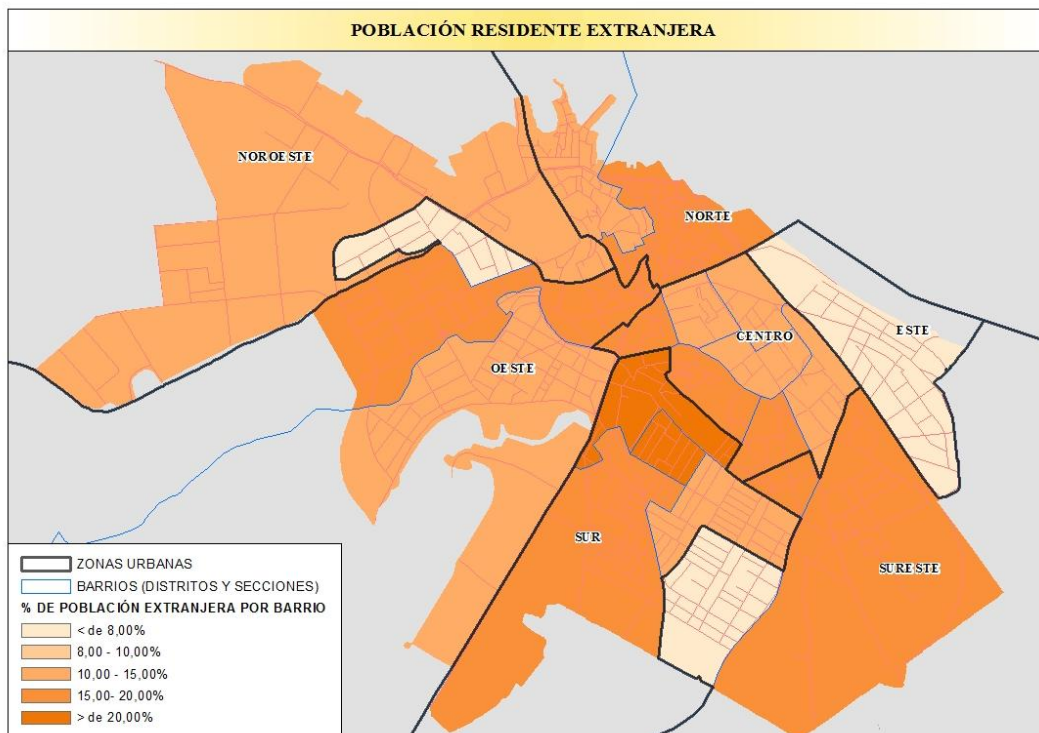 POBLACIÓN RESIDENTE EXTRANJERA
NOROESTE
NORTE
ESTE
CENTRO
OESTE
SUR
SURESTE
ZONAS URBANAS
BARRIOS (DISTRITOS Y SECCIONES)
% DE POBLACIÓN EXTRANJERA POR BARRIO
< de 8,00%
8,00 - 10,00%
10,00 - 15,00%
15,00- 20,00%
> de 20,00%